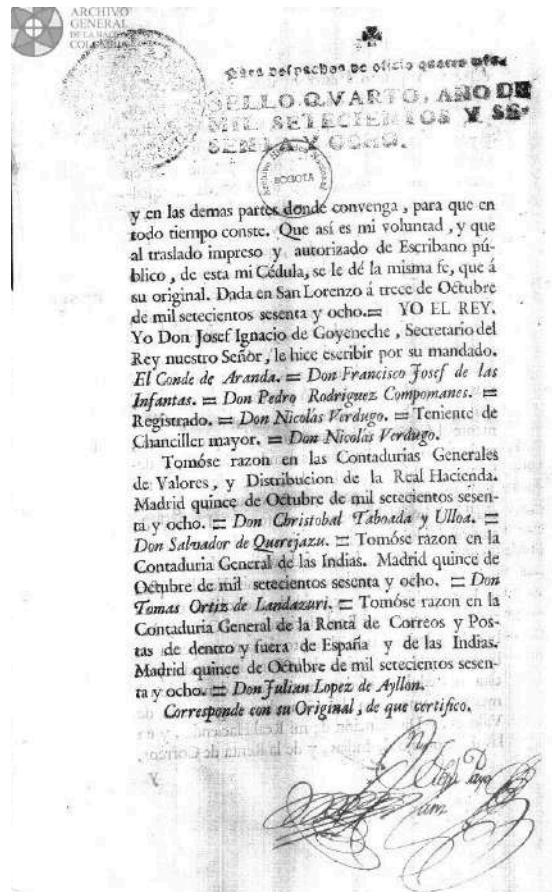 ARCHIVO
GENERAL
DE LA NACIÓN
COLOMBIA
Para despachos de oficio quatro mrs.
SELLO QVARTO, AÑO DE
MIL SETECIENTOS Y SE-
SENTA Y OCHO.
Archivo Histórico Nacional
BOGOTA
y en las demas partes donde convenga, para que en
todo tiempo conste. Que así es mi voluntad, y que
al traslado impreso y autorizado de Escribano pú-
blico, de esta mi Cédula, se le dé la misma fe, que á
su original. Dada en San Lorenzo á trece de Octubre
de mil setecientos sesenta y ocho.= YO EL REY.
Yo Don Josef Ignacio de Goyeneche, Secretario del
Rey nuestro Señor, le hice escribir por su mandado.
El Conde de Aranda. = Don Francisco Josef de las
Infantas. = Don Pedro Rodriguez Compomanes. =
Registrado. = Don Nicolás Verdugo. = Teniente de
Chanciller mayor. = Don Nicolás Verdugo.
Tomóse razon en las Contadurias Generales
de Valores, y Distribucion de la Real Hacienda.
Madrid quince de Octubre de mil setecientos sesen-
ta y ocho. = Don Christobal Taboada y Ulloa. =
Don Salvador de Querejazu. = Tomóse razon en la
Contaduria General de las Indias. Madrid quince de
Octubre de mil setecientos sesenta y ocho. = Don
Tomas Ortiz de Landazuri. = Tomóse razon en la
Contaduria General de la Renta de Correos y Pos-
tas de dentro y fuera de España y de las Indias.
Madrid quince de Octubre de mil setecientos sesen-
ta y ocho. = Don Julian Lopez de Ayllon.
Corresponde con su Original, de que certifico.